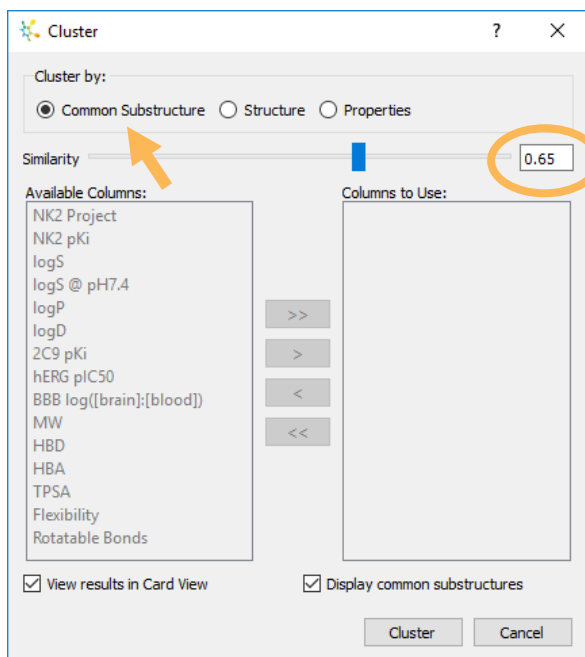 Cluster ?
Cluster by:
Common Substructure Structure Properties
Similarity 0.65
Available Columns: Columns to Use:
NK2 Project
NK2 pKi
logS
logS @ pH7.4
logP
logD
2C9 pKi
hERG pIC50
BBB log([brain]:[blood])
MW
HBD
HBA
TPSA
Flexibility
Rotatable Bonds
>>
>
<
<<
View results in Card View Display common substructures
Cluster Cancel